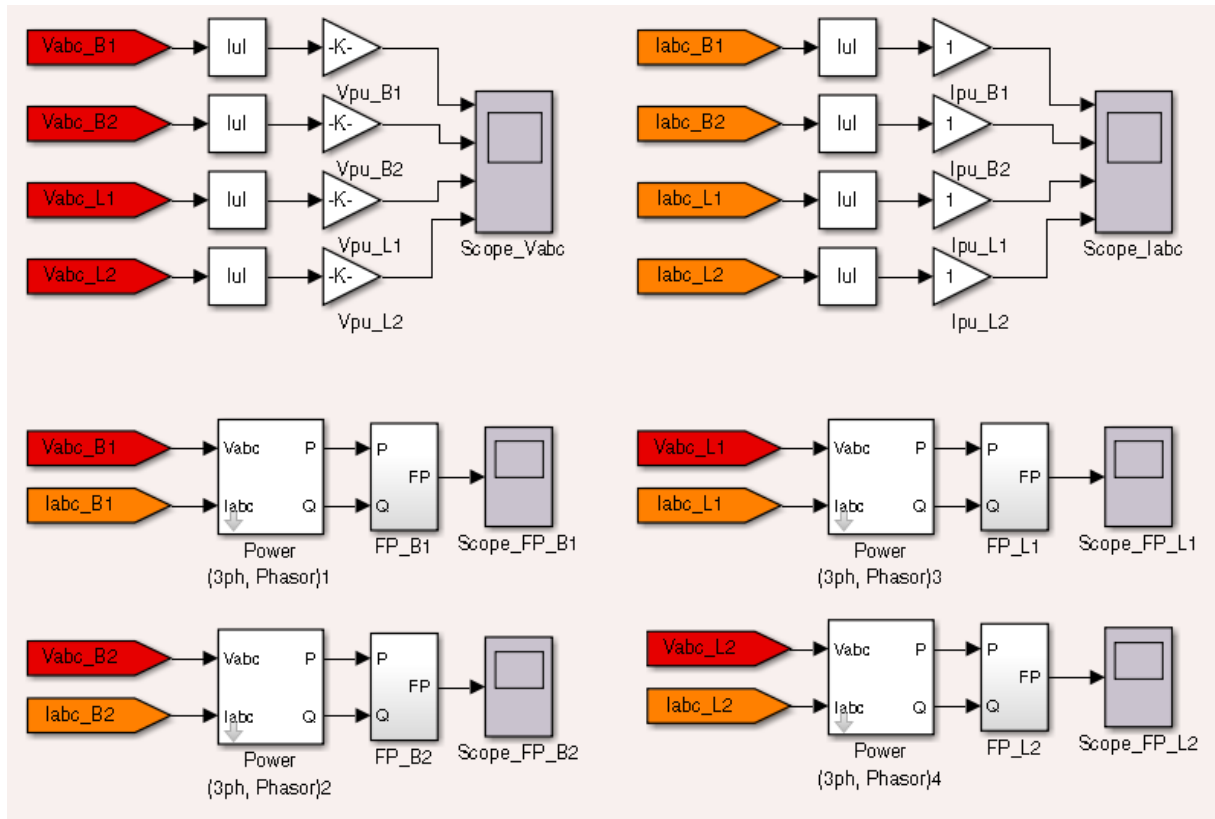 Vabc_B1 |u| -K- Iabc_B1 |u| 1
Vpu_B1 Ipu_B1
Vabc_B2 |u| -K- Iabc_B2 |u| 1
Vpu_B2 Ipu_B2
Vabc_L1 |u| -K- Iabc_L1 |u| 1
Vpu_L1 Scope_Vabc Ipu_L1 Scope_Iabc
Vabc_L2 |u| -K- Iabc_L2 |u| 1
Vpu_L2 Ipu_L2
Vabc_B1 Vabc P P Vabc_L1 Vabc P P
FP FP
Iabc_B1 Iabc Q Q Iabc_L1 Iabc Q Q
Power FP_B1 Scope_FP_B1 Power FP_L1 Scope_FP_L1
(3ph, Phasor)1 (3ph, Phasor)3
Vabc_B2 Vabc P P Vabc_L2 Vabc P P
FP FP
Iabc_B2 Iabc Q Q Iabc_L2 Iabc Q Q
Power FP_B2 Scope_FP_B2 Power FP_L2 Scope_FP_L2
(3ph, Phasor)2 (3ph, Phasor)4